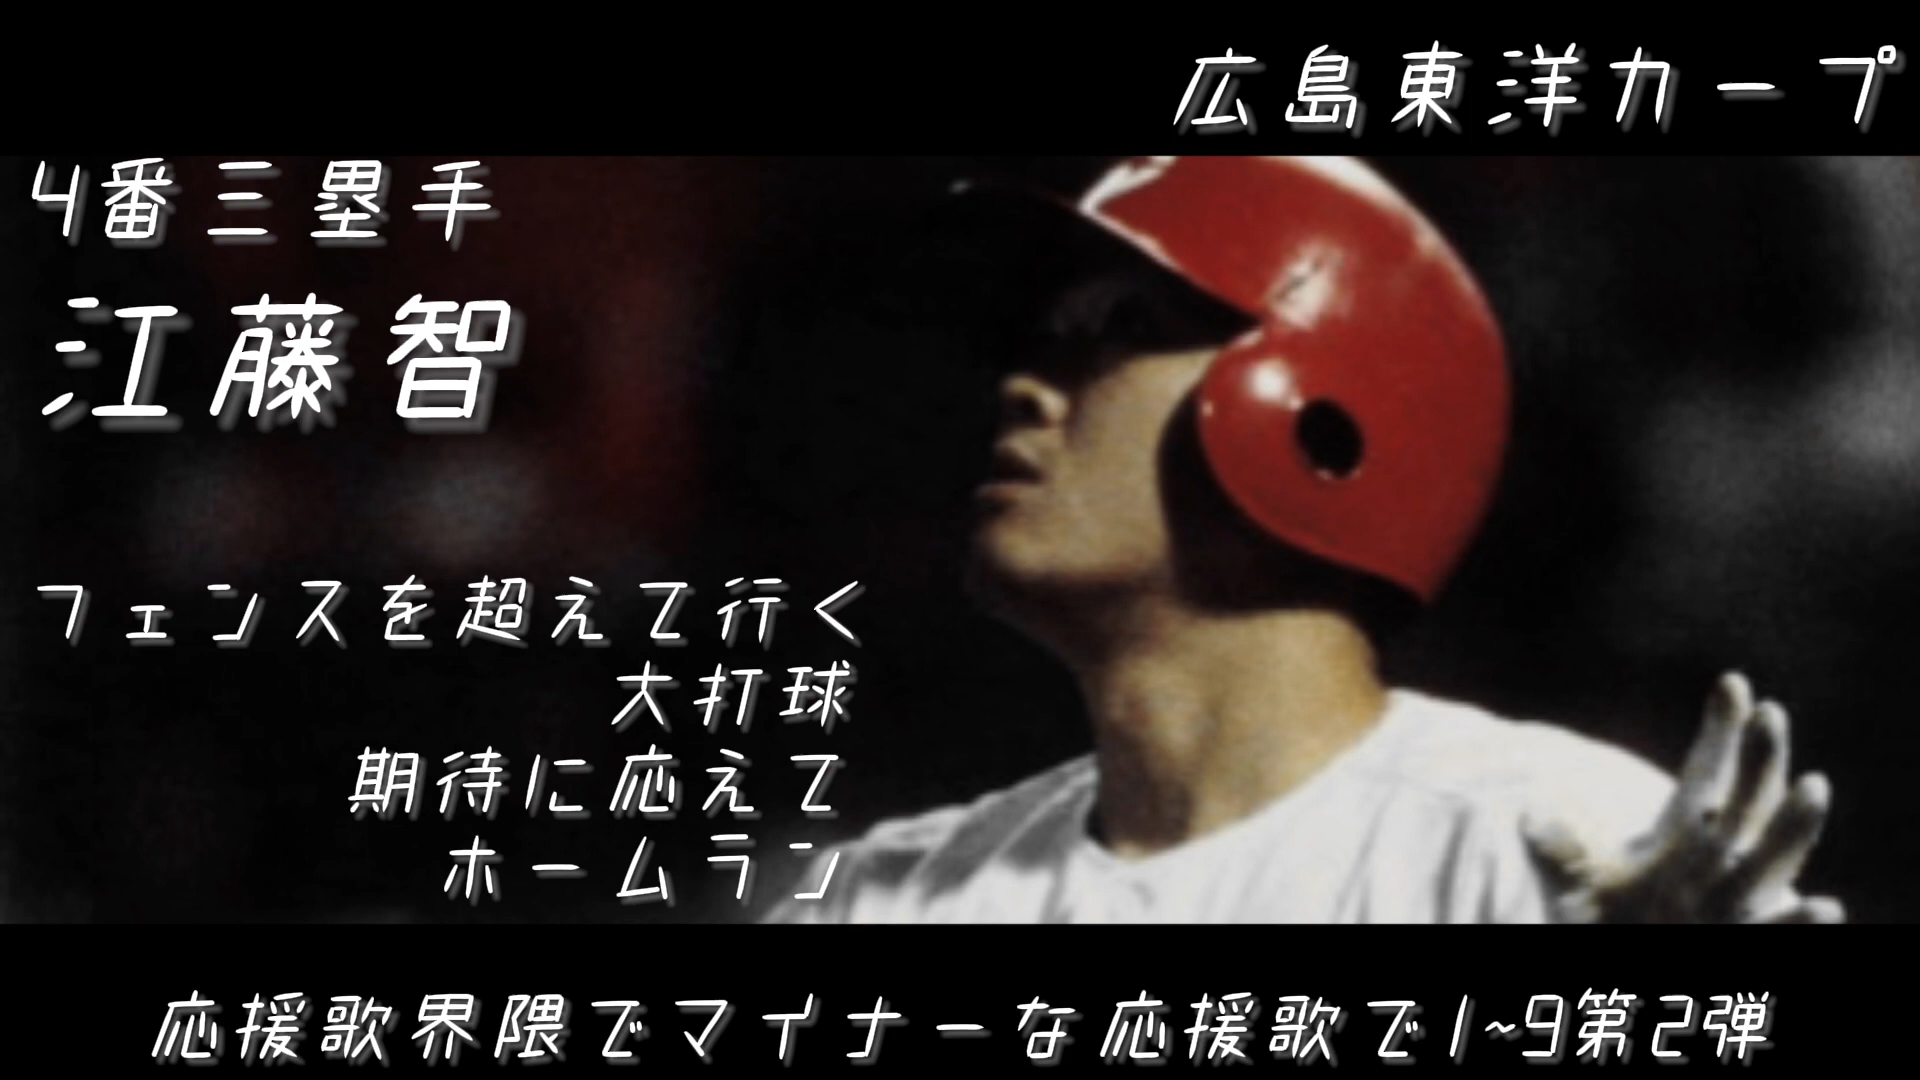 広島東洋カープ
4番三塁手
江藤智
フェンスを超えて行く
大打球
期待に応えて
ホームラン
応援歌界隈でマイナーな応援歌で1~9第2弾